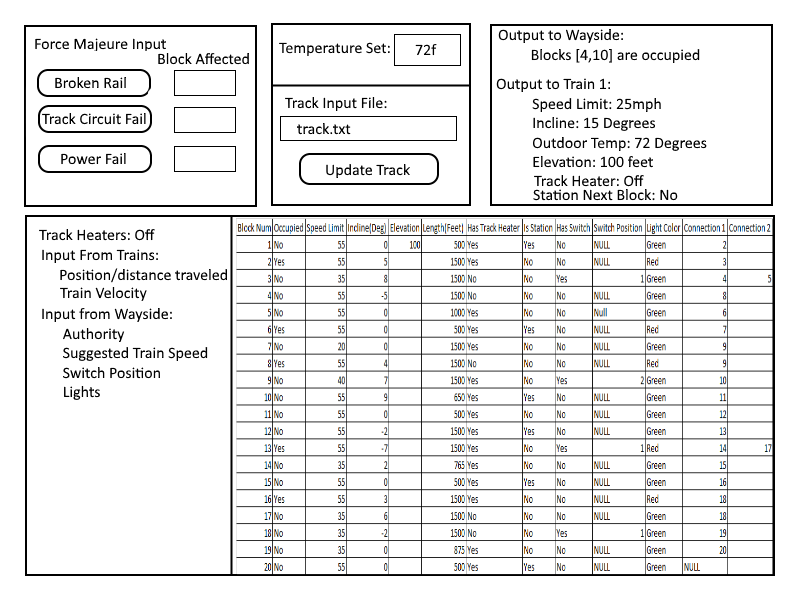 Force Majeure Input
Block Affected
Broken Rail
Track Circuit Fail
Power Fail
Temperature Set: 72f
Track Input File:
track.txt
Update Track
Output to Wayside:
Blocks [4,10] are occupied
Output to Train 1:
Speed Limit: 25mph
Incline: 15 Degrees
Outdoor Temp: 72 Degrees
Elevation: 100 feet
Track Heater: Off
Station Next Block: No
Track Heaters: Off
Input From Trains:
Position/distance traveled
Train Velocity
Input from Wayside:
Authority
Suggested Train Speed
Switch Position
Lights
Block Num Occupied Speed Limit Incline(Deg) Elevation Length(Feet) Has Track Heater Is Station Has Switch Switch Position Light Color Connection 1 Connection 2
1 No 55 0 100 500 Yes Yes No NULL Green 2
2 Yes 55 5 1500 Yes No No NULL Red 3
3 No 35 8 1500 No No Yes 1 Green 4 5
4 No 55 -5 1500 No No NULL Green 8
5 No 55 0 1000 Yes No Null Green 6
6 Yes 55 0 500 Yes Yes No NULL Red 7
7 No 20 0 1500 Yes No No NULL Green 9
8 Yes 55 4 1500 No No No NULL Red 9
9 No 40 7 1500 Yes No Yes 2 Green 10
10 No 55 9 650 Yes Yes No NULL Green 11
11 No 55 0 500 Yes No No NULL Green 12
12 No 55 -2 1500 Yes Yes No NULL Green 13
13 Yes 55 -7 1500 Yes No Yes 1 Red 14 17
14 No 35 2 765 Yes No No NULL Green 15
15 No 35 0 500 Yes Yes No NULL Green 16
16 Yes 55 3 1500 Yes No No NULL Red 18
17 No 35 6 1500 No No No NULL Green 18
18 No 35 -2 1500 No No Yes 1 Green 19
19 No 35 0 875 Yes No No NULL Green 20
20 No 55 0 500 Yes Yes No NULL Green NULL